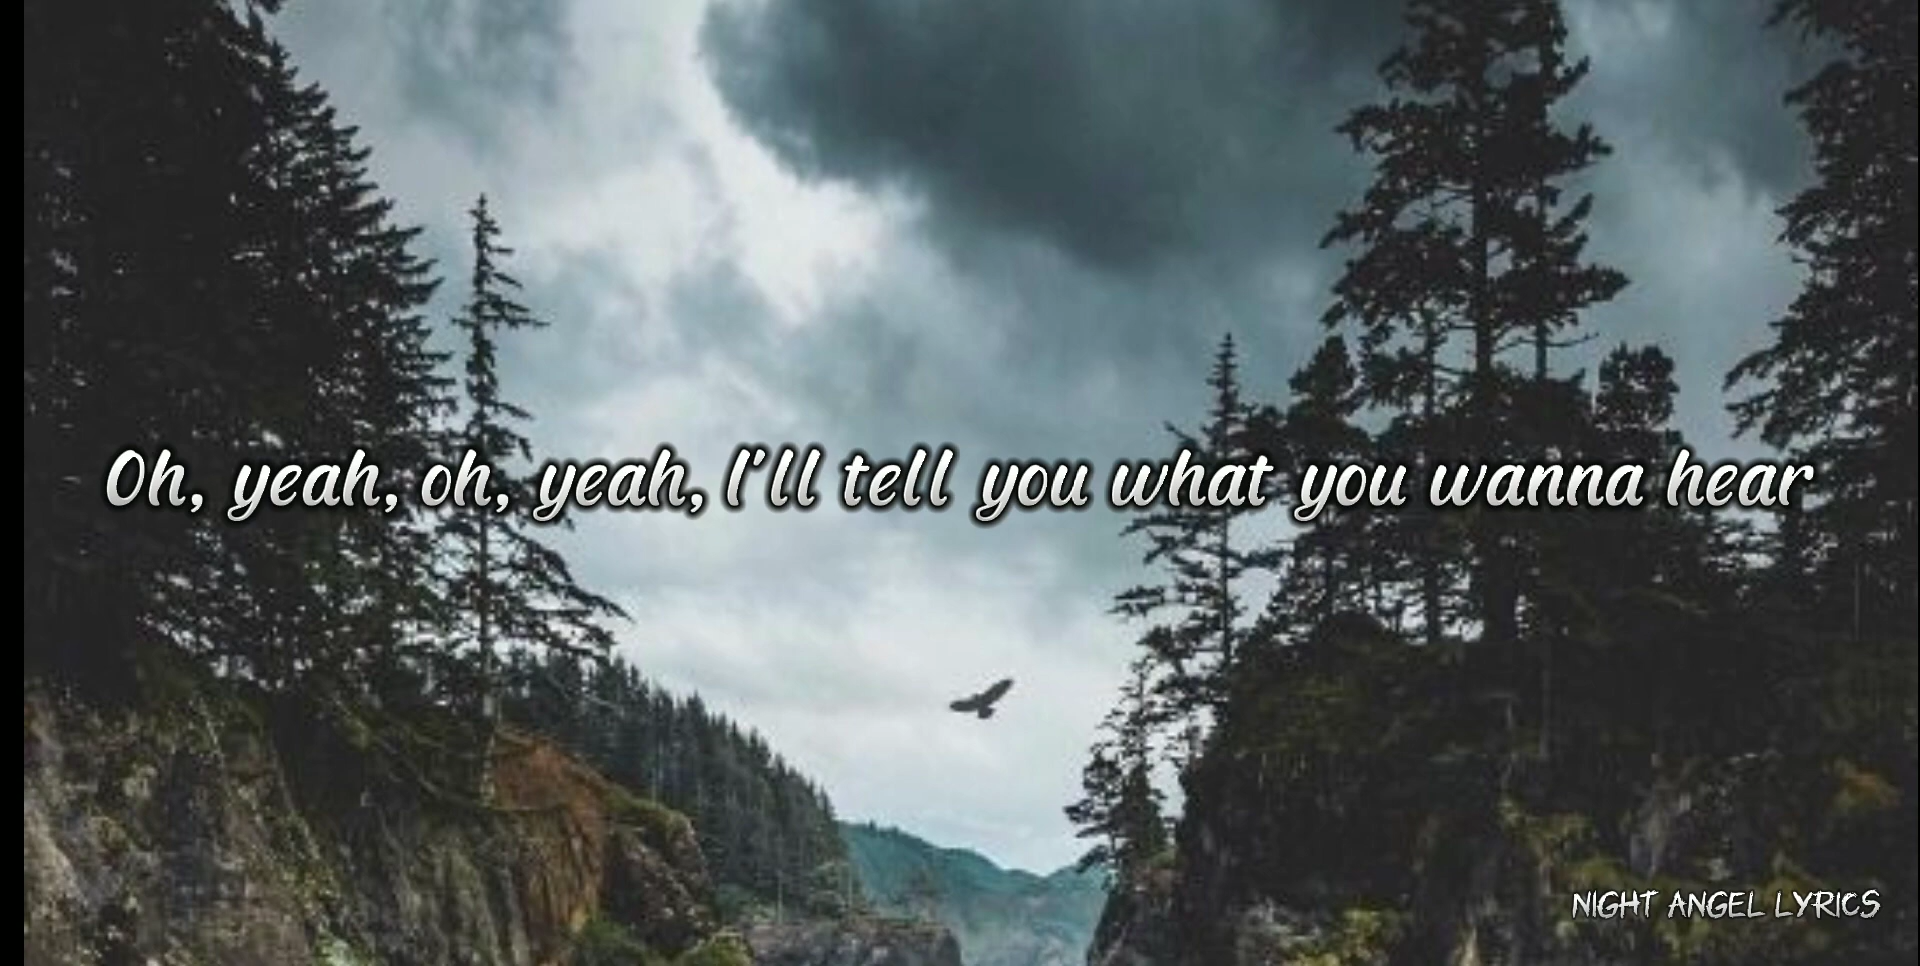 Oh, yeah, oh, yeah, I'll tell you what you wanna hear
NIGHT ANGEL LYRICS